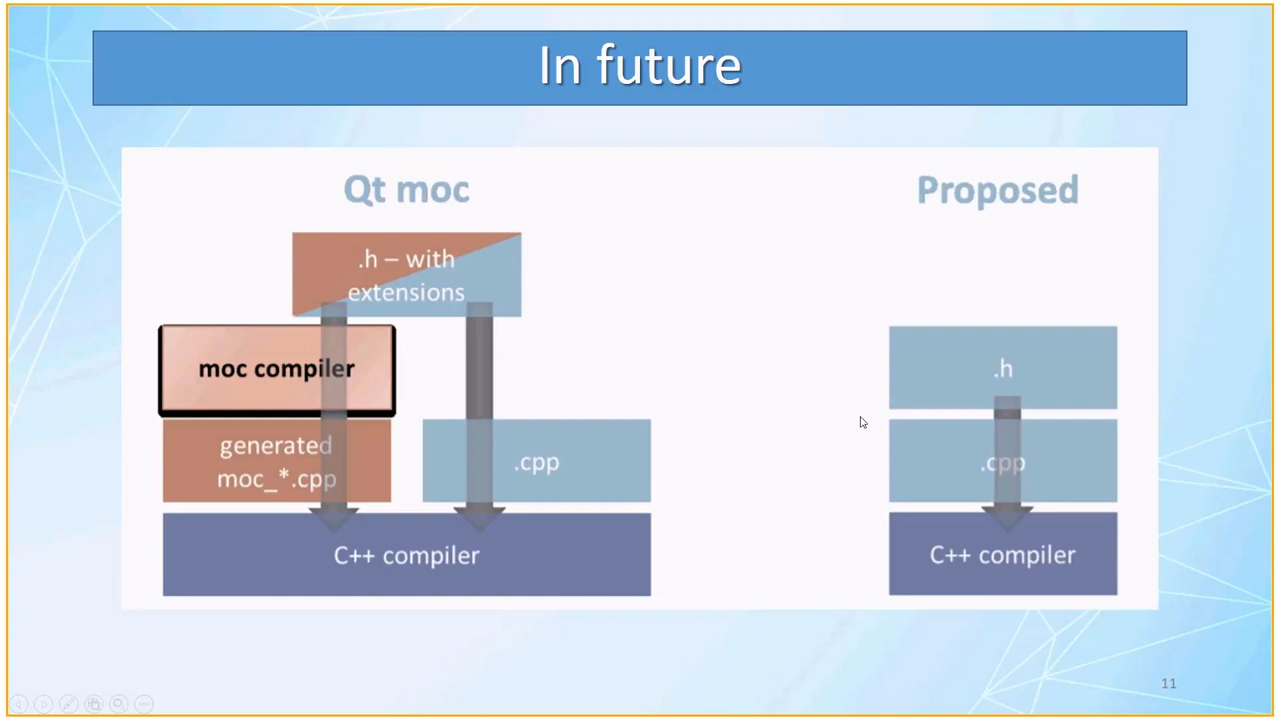 In future
Qt moc
Proposed
.h – with
extensions
moc compiler
.h
generated
moc_*.cpp
.cpp
.cpp
C++ compiler
C++ compiler
11